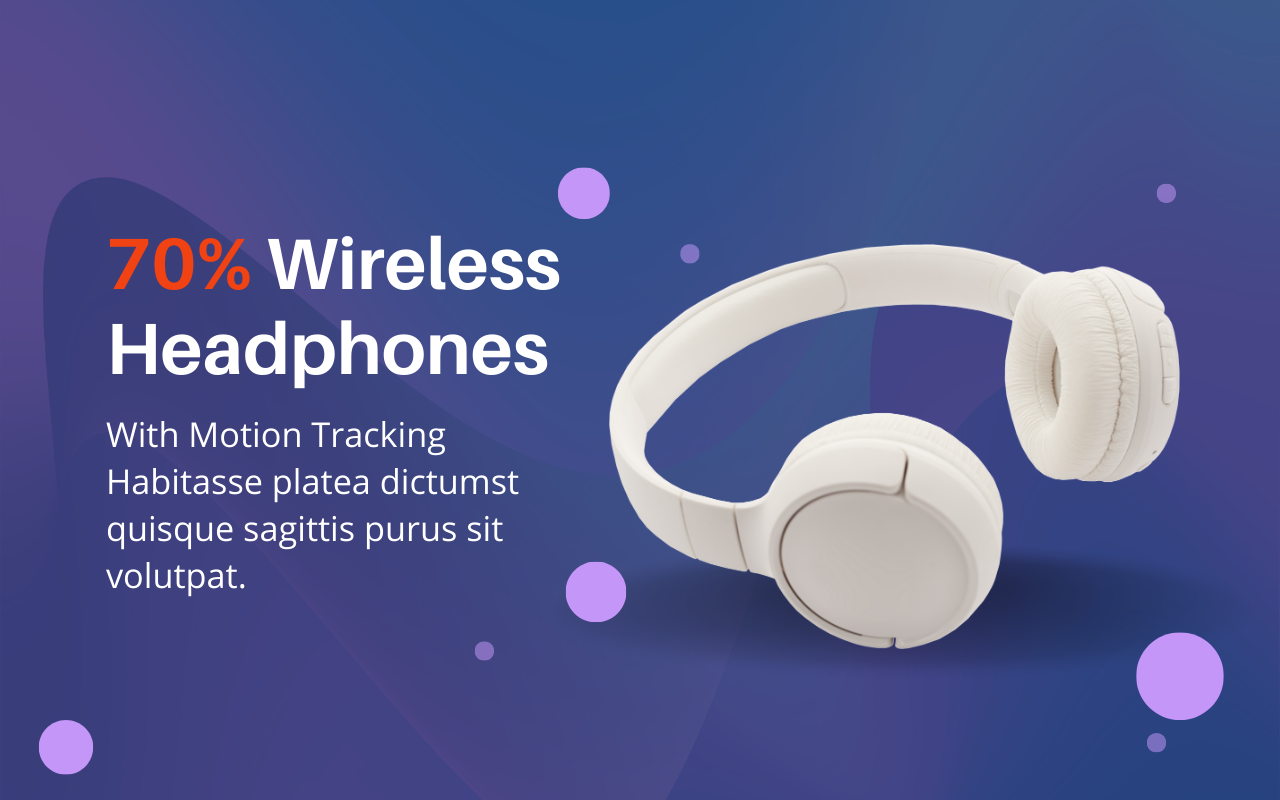 70% Wireless
Headphones
With Motion Tracking
Habitasse platea dictumst
quisque sagittis purus sit
volutpat.